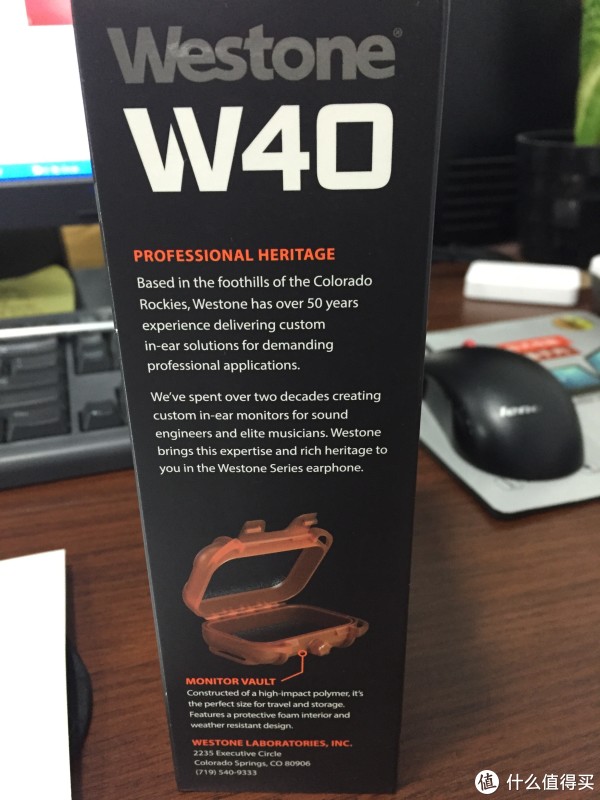 Westone®
W40
PROFESSIONAL HERITAGE
Based in the foothills of the Colorado
Rockies, Westone has over 50 years
experience delivering custom
in-ear solutions for demanding
professional applications.
We've spent over two decades creating
custom in-ear monitors for sound
engineers and elite musicians. Westone
brings this expertise and rich heritage to
you in the Westone Series earphone.
MONITOR VAULT
Constructed of a high-impact polymer, it's
the perfect size for travel and storage.
Features a protective foam interior and
weather resistant design.
WESTONE LABORATORIES, INC.
2235 Executive Circle
Colorado Springs, CO 80906
(719) 540-9333
值 什么值得买